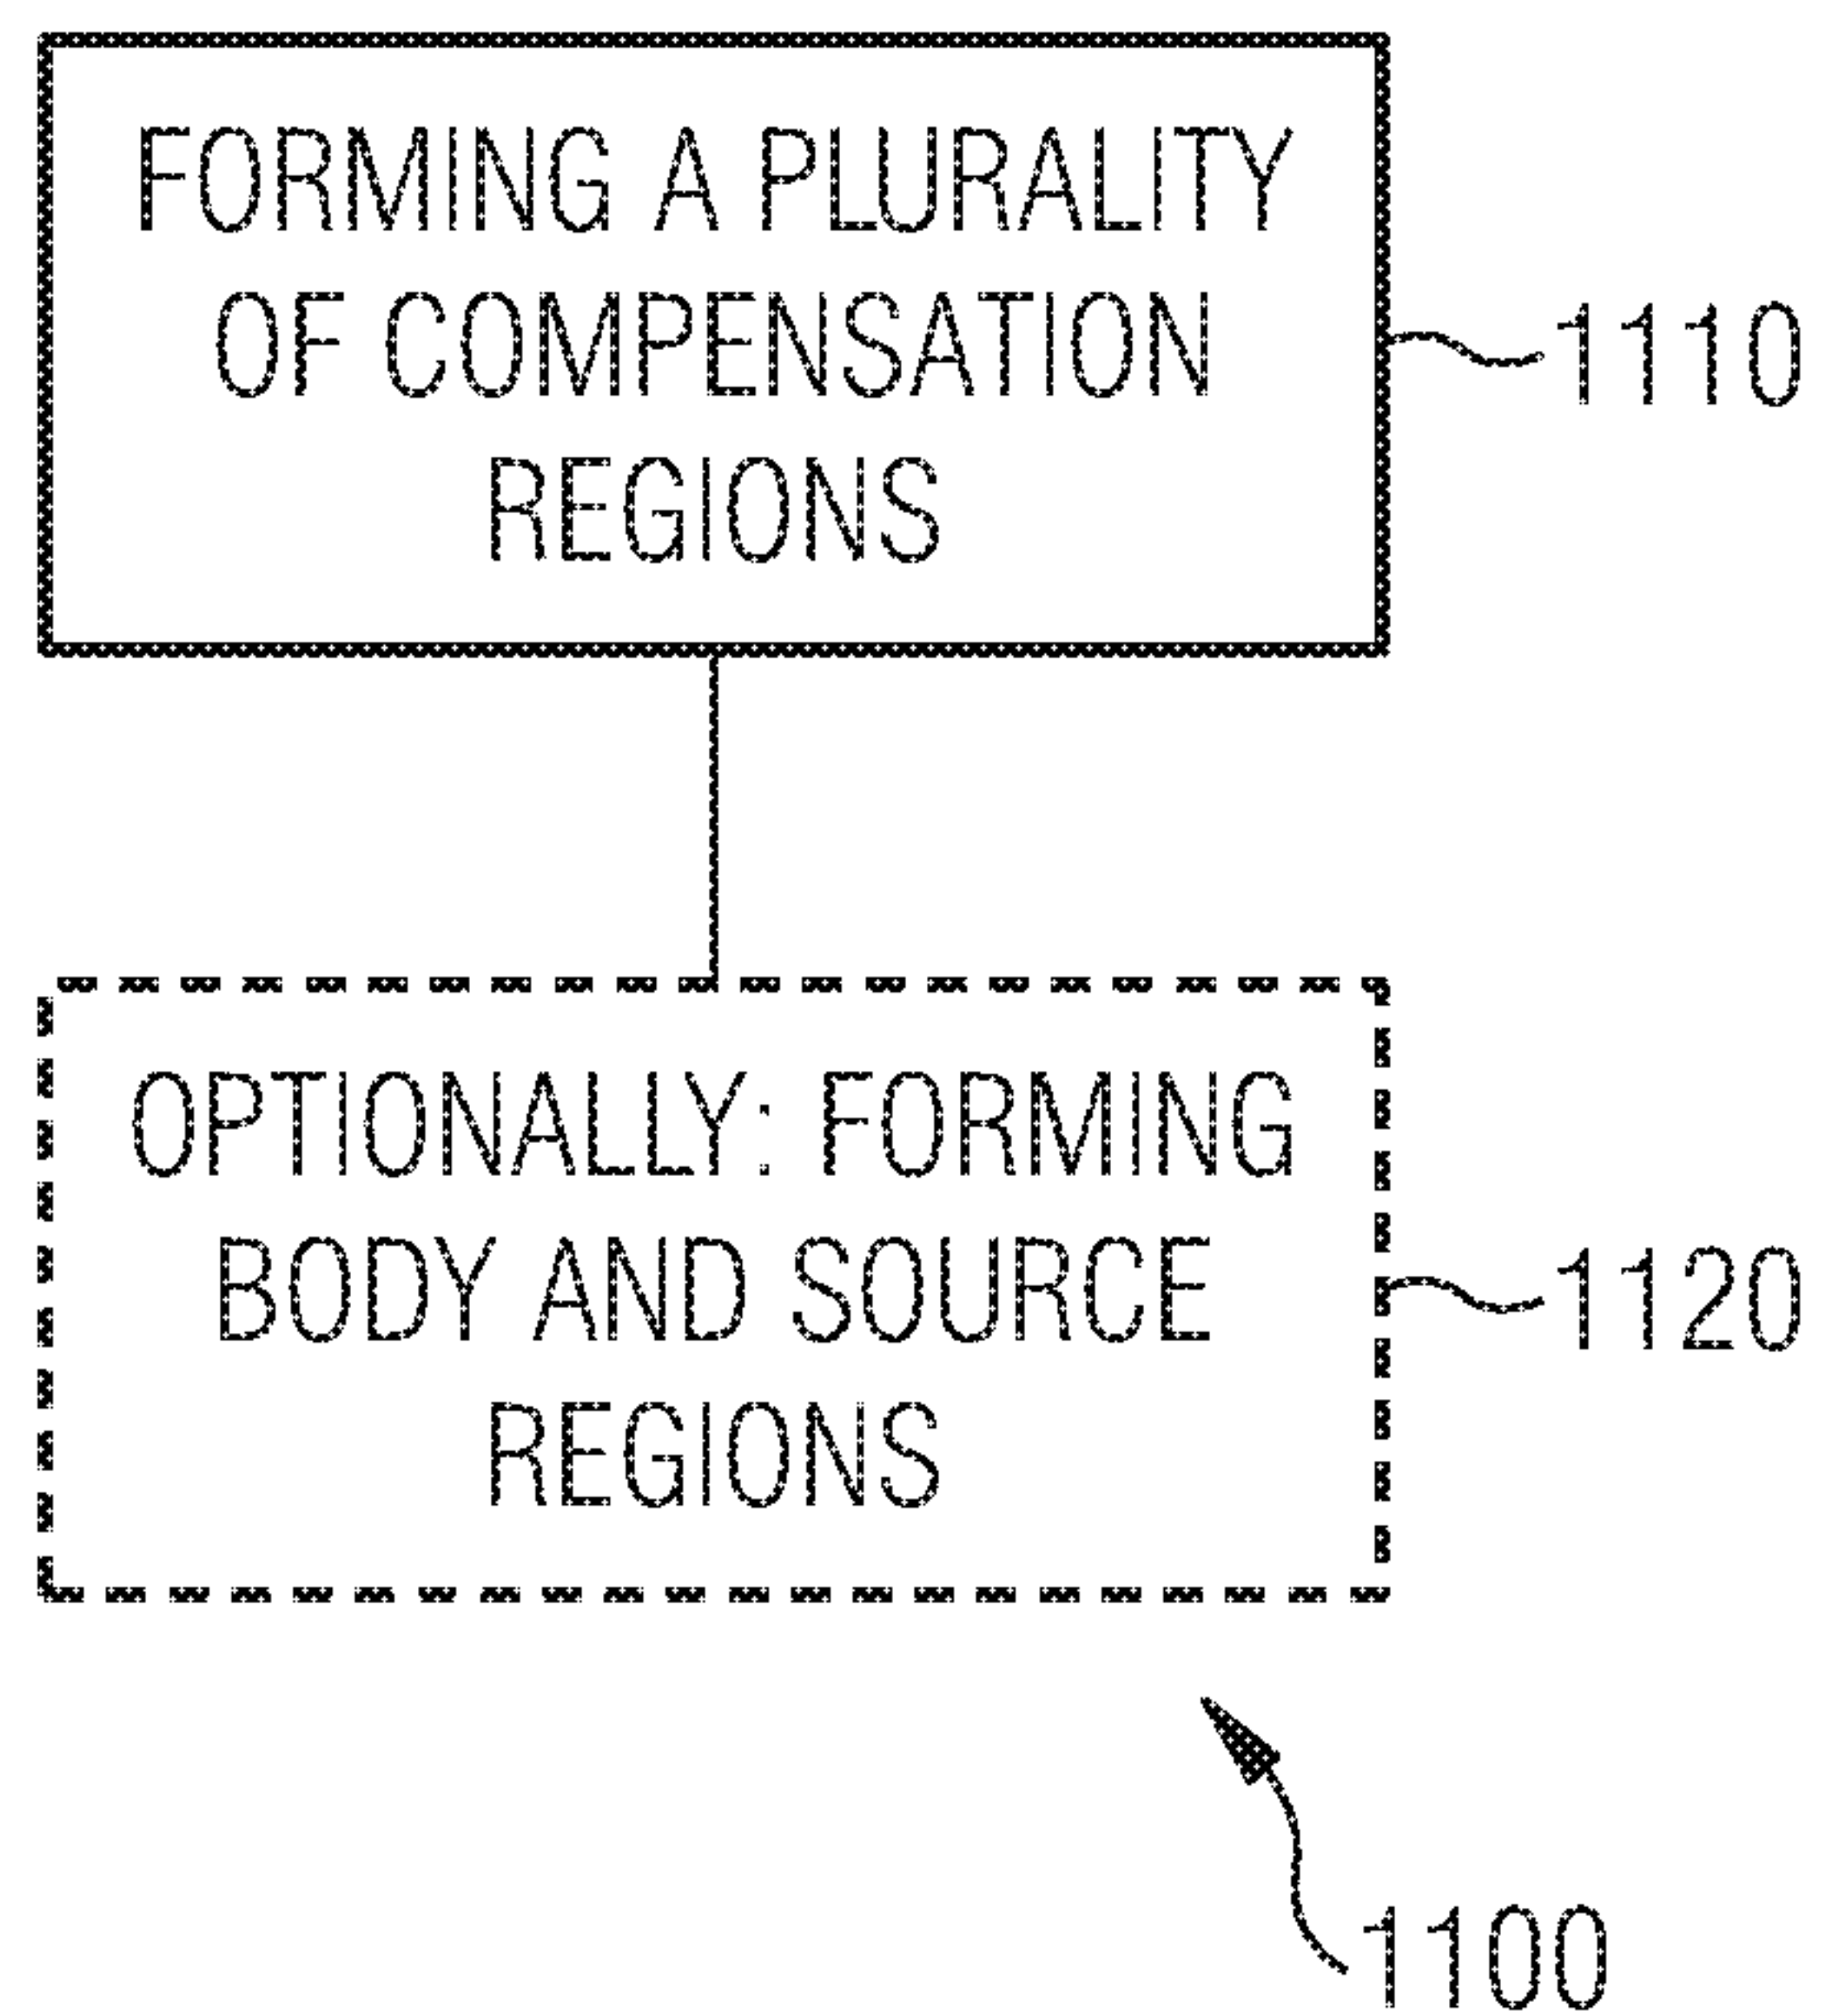 FORMING A PLURALITY
OF COMPENSATION
REGIONS
1110
OPTIONALLY: FORMING
BODY AND SOURCE
REGIONS
1120
1100